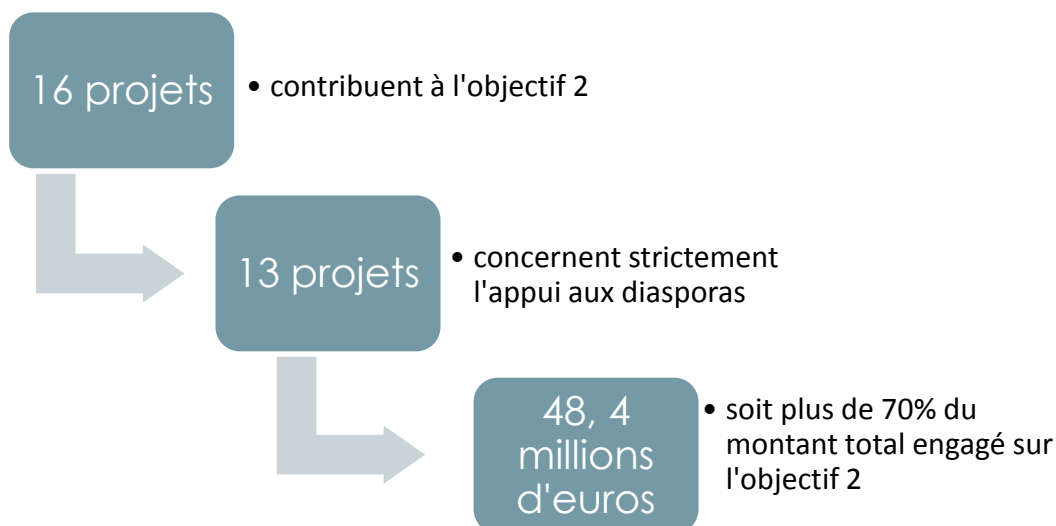 16 projets
• contribuent à l'objectif 2
13 projets
• concernent strictement
l'appui aux diasporas
48, 4
millions
d'euros
• soit plus de 70% du
montant total engagé sur
l'objectif 2